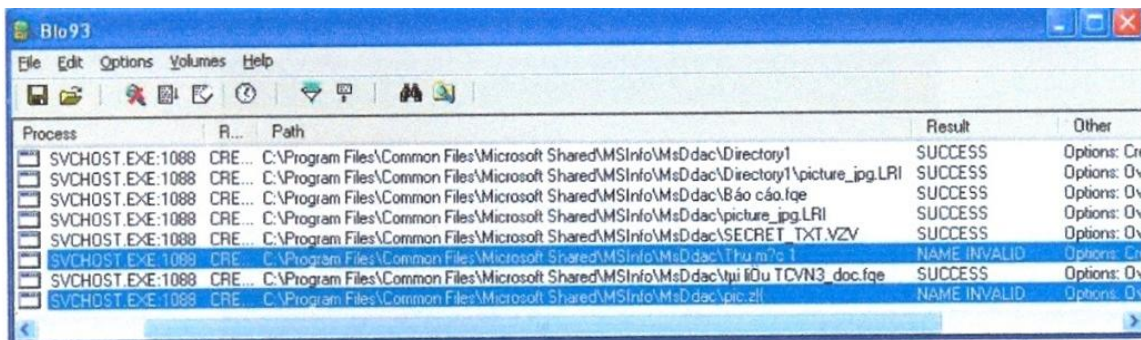 Blo93
File Edit Options Volumes Help
Process R... Path Result Other
SVCHOST.EXE:1088 CRE... C:\Program Files\Common Files\Microsoft Shared\MSInfo\MsDdac\Directory1 SUCCESS Options: Cre
SVCHOST.EXE:1088 CRE... C:\Program Files\Common Files\Microsoft Shared\MSInfo\MsDdac\Directory1\picture_jpg.LRI SUCCESS Options: Ov
SVCHOST.EXE:1088 CRE... C:\Program Files\Common Files\Microsoft Shared\MSInfo\MsDdac\Báo cáo.fqe SUCCESS Options: Ov
SVCHOST.EXE:1088 CRE... C:\Program Files\Common Files\Microsoft Shared\MSInfo\MsDdac\picture_jpg.LRI SUCCESS Options: Ov
SVCHOST.EXE:1088 CRE... C:\Program Files\Common Files\Microsoft Shared\MSInfo\MsDdac\SECRET_TXT.VZV SUCCESS Options: Ov
SVCHOST.EXE:1088 CRE... C:\Program Files\Common Files\Microsoft Shared\MSInfo\MsDdac\Thu m?c 1 NAME INVALID Options: Cre
SVCHOST.EXE:1088 CRE... C:\Program Files\Common Files\Microsoft Shared\MSInfo\MsDdac\tµi liÖu TCVN3_doc.fqe SUCCESS Options: Ov
SVCHOST.EXE:1088 CRE... C:\Program Files\Common Files\Microsoft Shared\MSInfo\MsDdac\pic.z|{ NAME INVALID Options: Ov